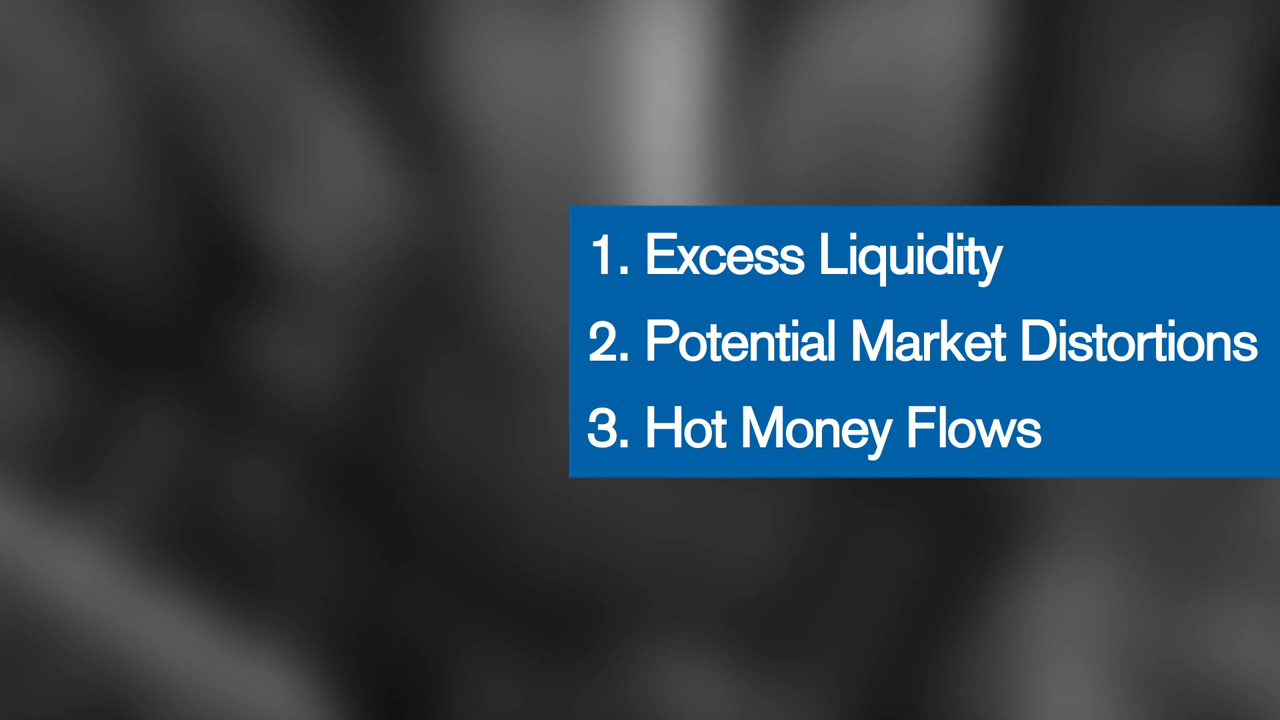 1. Excess Liquidity
2. Potential Market Distortions
3. Hot Money Flows